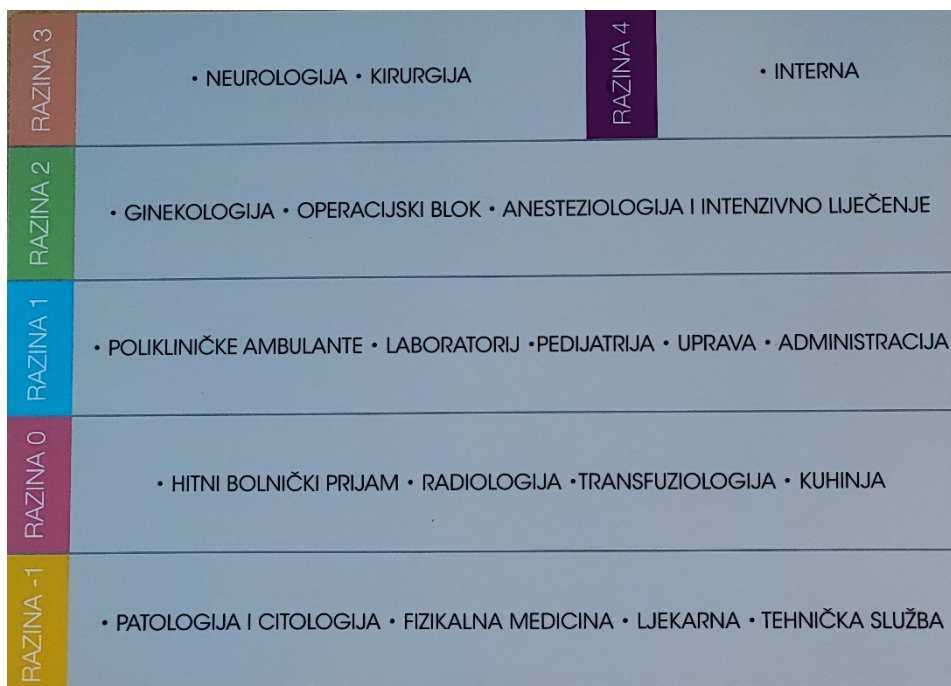 RAZINA 3
• NEUROLOGIJA • KIRURGIJA
RAZINA 4
• INTERNA
RAZINA 2
• GINEKOLOGIJA • OPERACIJSKI BLOK • ANESTEZIOLOGIJA I INTENZIVNO LIJEČENJE
RAZINA 1
• POLIKLINIČKE AMBULANTE • LABORATORIJ •PEDIJATRIJA • UPRAVA • ADMINISTRACIJA
RAZINA 0
• HITNI BOLNIČKI PRIJAM • RADIOLOGIJA •TRANSFUZIOLOGIJA • KUHINJA
RAZINA -1
• PATOLOGIJA I CITOLOGIJA • FIZIKALNA MEDICINA • LJEKARNA • TEHNIČKA SLUŽBA